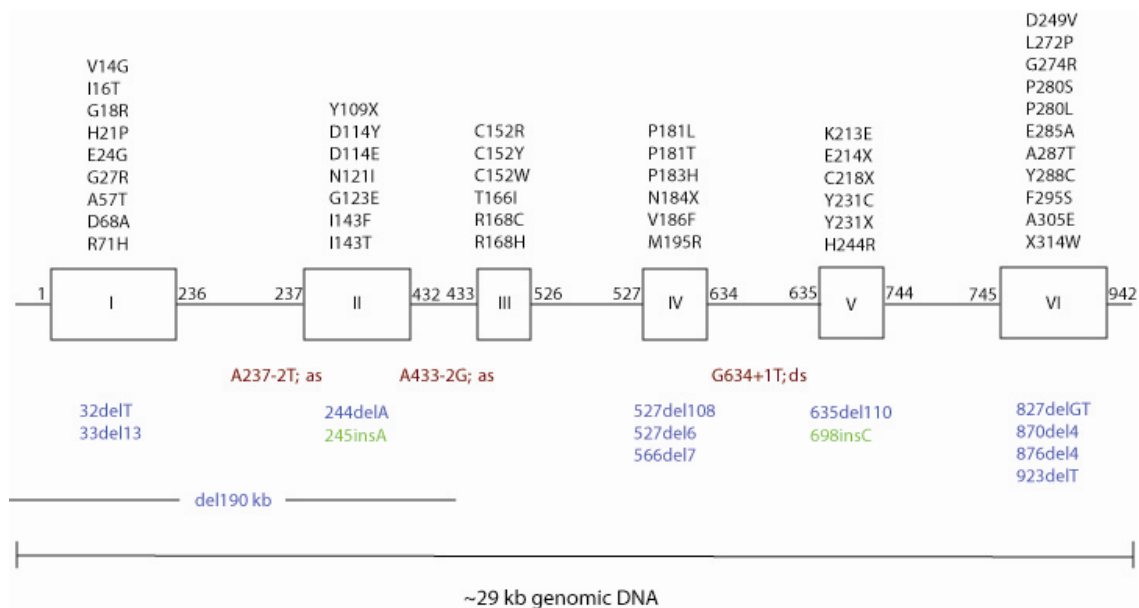 V14G
I16T
G18R
H21P
E24G
G27R
A57T
D68A
R71H
Y109X
D114Y
D114E
N121I
G123E
I143F
I143T
C152R
C152Y
C152W
T166I
R168C
R168H
P181L
P181T
P183H
N184X
V186F
M195R
K213E
E214X
C218X
Y231C
Y231X
H244R
D249V
L272P
G274R
P280S
P280L
E285A
A287T
Y288C
F295S
A305E
X314W
1 I 236 237 II 432 433 III 526 527 IV 634 635 V 744 745 VI 942
A237-2T; as A433-2G; as G634+1T; ds
32delT
33del13
244delA
245insA
527del108
527del6
566del7
635del110
698insC
827delGT
870del4
876del4
923delT
del190 kb
~29 kb genomic DNA